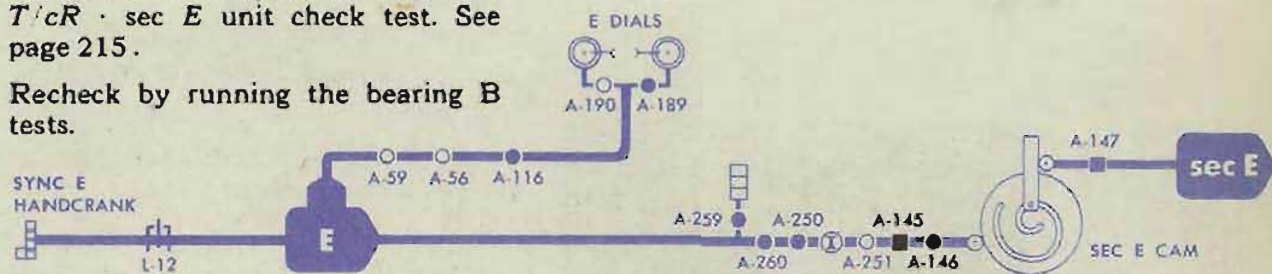 T/cR · sec E unit check test. See
page 215.
Recheck by running the bearing B
tests.
E DIALS
A-190 A-189
A-59 A-56 A-116
A-147
sec E
SYNC E
HANDCRANK
L-12
E
A-259 A-250 A-145
A-260 A-251 A-146
SEC E CAM